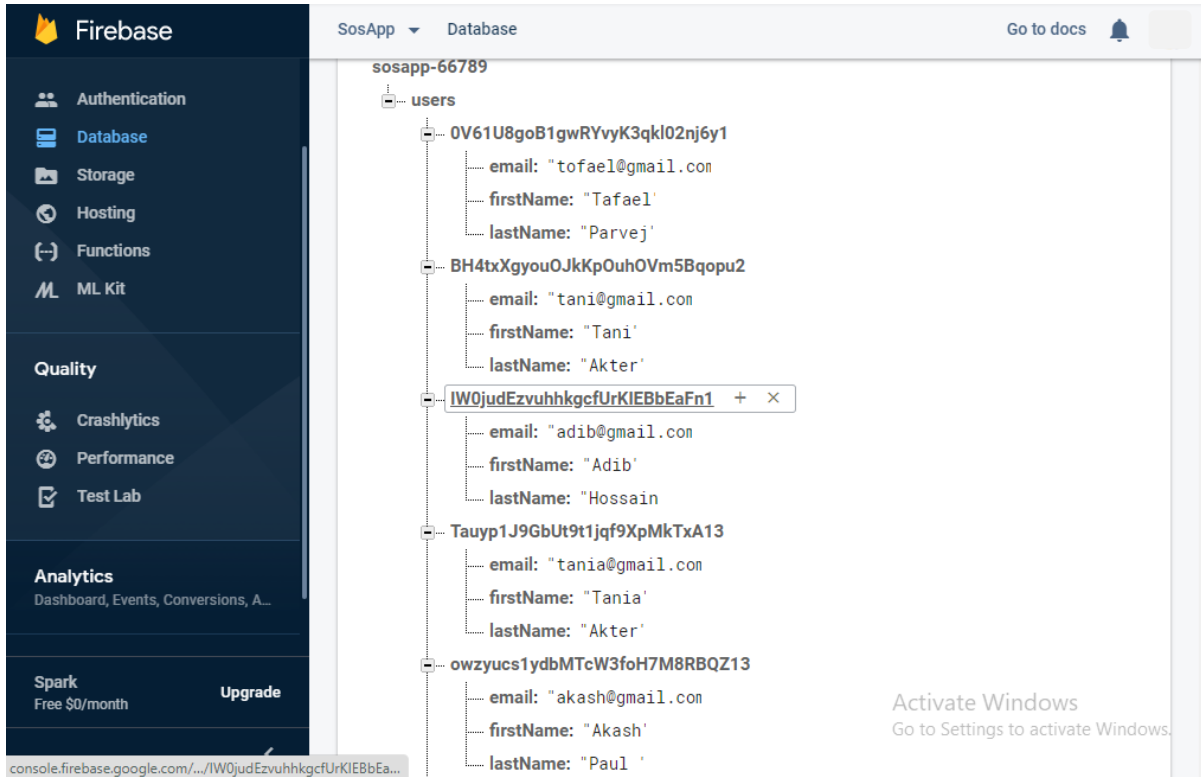 Firebase
SosApp Database Go to docs
Authentication
Database
Storage
Hosting
Functions
ML Kit
Quality
Crashlytics
Performance
Test Lab
Analytics
Dashboard, Events, Conversions, A...
Spark
Free $0/month
Upgrade
console.firebase.google.com/.../IW0judEzvuhhkgcfUrKIEBbEa...
sosapp-66789
users
0V61U8goB1gwRYvyK3qkl02nj6y1
email: "tofael@gmail.com
firstName: "Tafael'
lastName: "Parvej'
BH4txXgyouOJkKpOuhOVm5Bqopu2
email: "tani@gmail.com
firstName: "Tani'
lastName: "Akter'
IW0judEzvuhhkgcfUrKIEBbEaFn1 + ×
email: "adib@gmail.com
firstName: "Adib'
lastName: "Hossain
Tauyp1J9GbUt9t1jqf9XpMkTxA13
email: "tania@gmail.com
firstName: "Tania'
lastName: "Akter'
owzyucs1ydbMTcW3foH7M8RBQZ13
email: "akash@gmail.com
firstName: "Akash'
lastName: "Paul '
Activate Windows
Go to Settings to activate Windows.